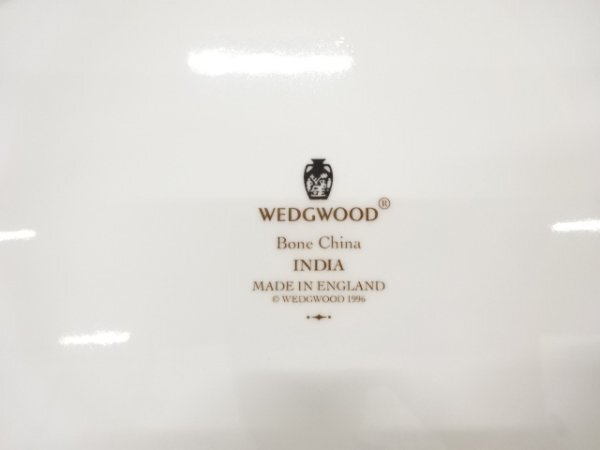 WEDGWOOD®
Bone China
INDIA
MADE IN ENGLAND
© WEDGWOOD 1996